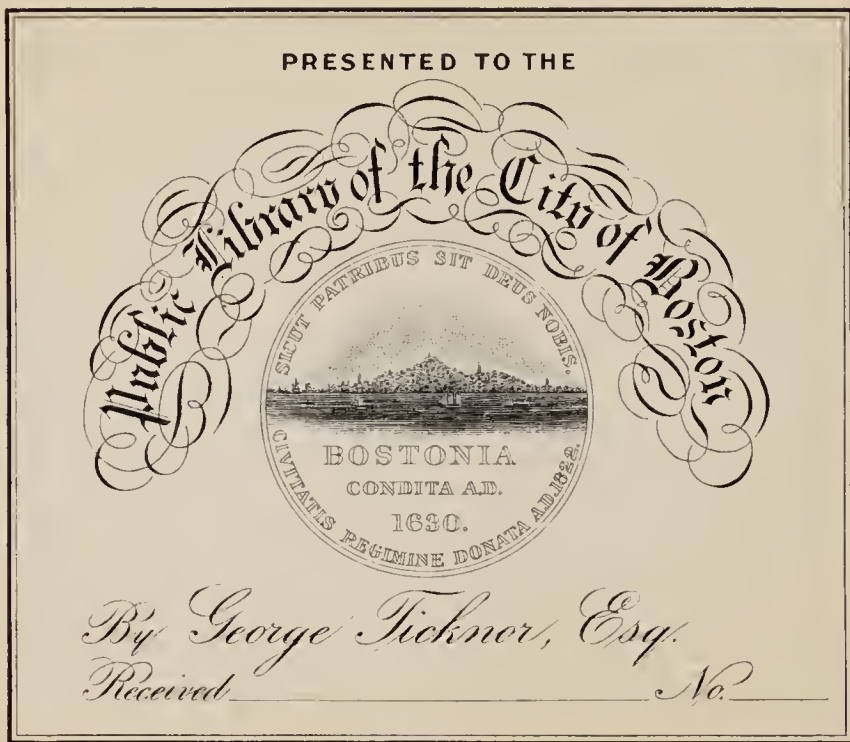 PRESENTED TO THE
Public Library of the City of Boston
SICUT PATRIBUS SIT DEUS NOBIS.
BOSTONIA
CONDITA A.D.
1630.
CIVITATIS REGIMINE DONATA A.D. 1822.
By George Ticknor, Esq.
Received No.